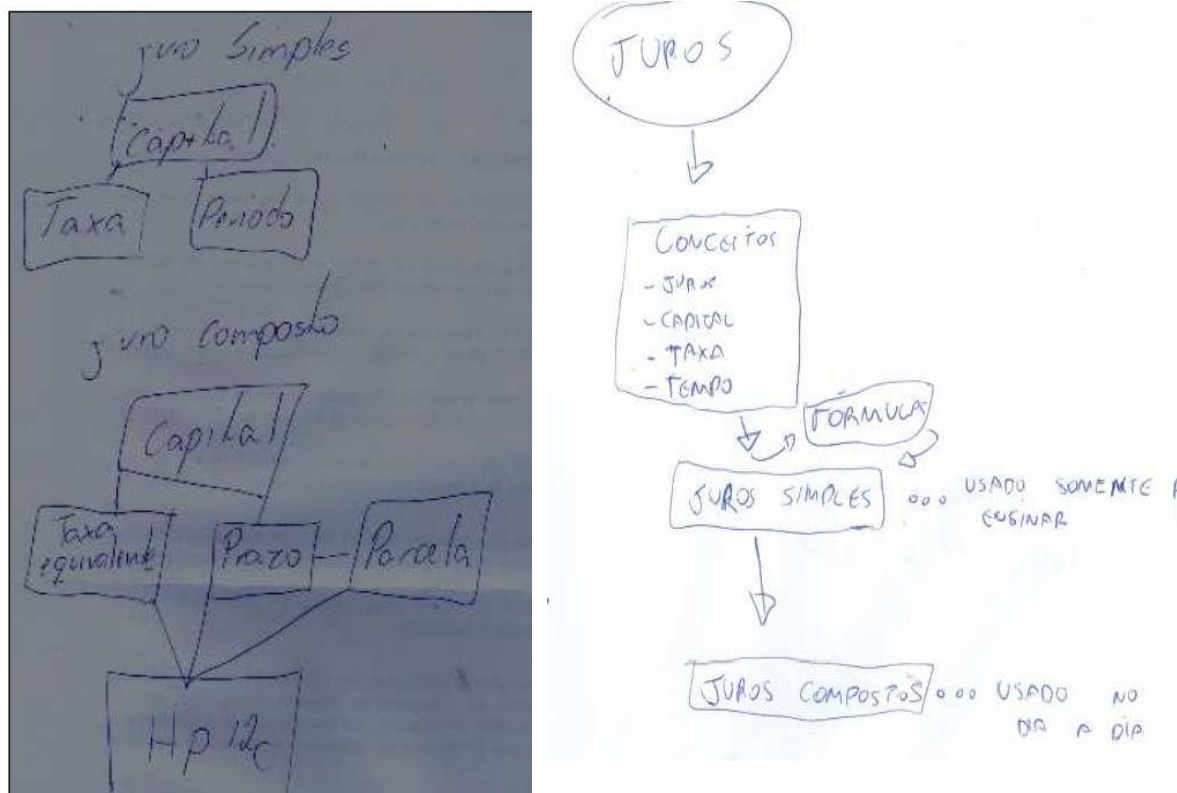 juro Simples
Capital
Taxa
Periodo
juro composto
Capital
Taxa
equivalente
Prazo
Parcela
Hp 12c
JUROS
CONCEITOS
- JUROS
- CAPITAL
- TAXA
- TEMPO
FORMULA
JUROS SIMPLES
USADO SOMENTE P
ENSINAR
JUROS COMPOSTOS
USADO NO
DIA A DIA